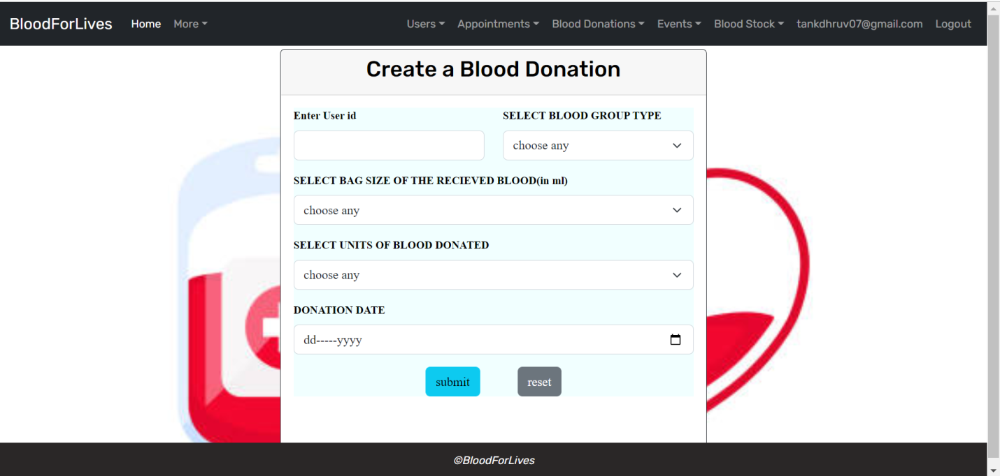 BloodForLives Home More Users Appointments Blood Donations Events Blood Stock tankdhruv07@gmail.com Logout
Create a Blood Donation
Enter User id SELECT BLOOD GROUP TYPE
choose any
SELECT BAG SIZE OF THE RECIEVED BLOOD(in ml)
choose any
SELECT UNITS OF BLOOD DONATED
choose any
DONATION DATE
dd-----yyyy
submit reset
©BloodForLives